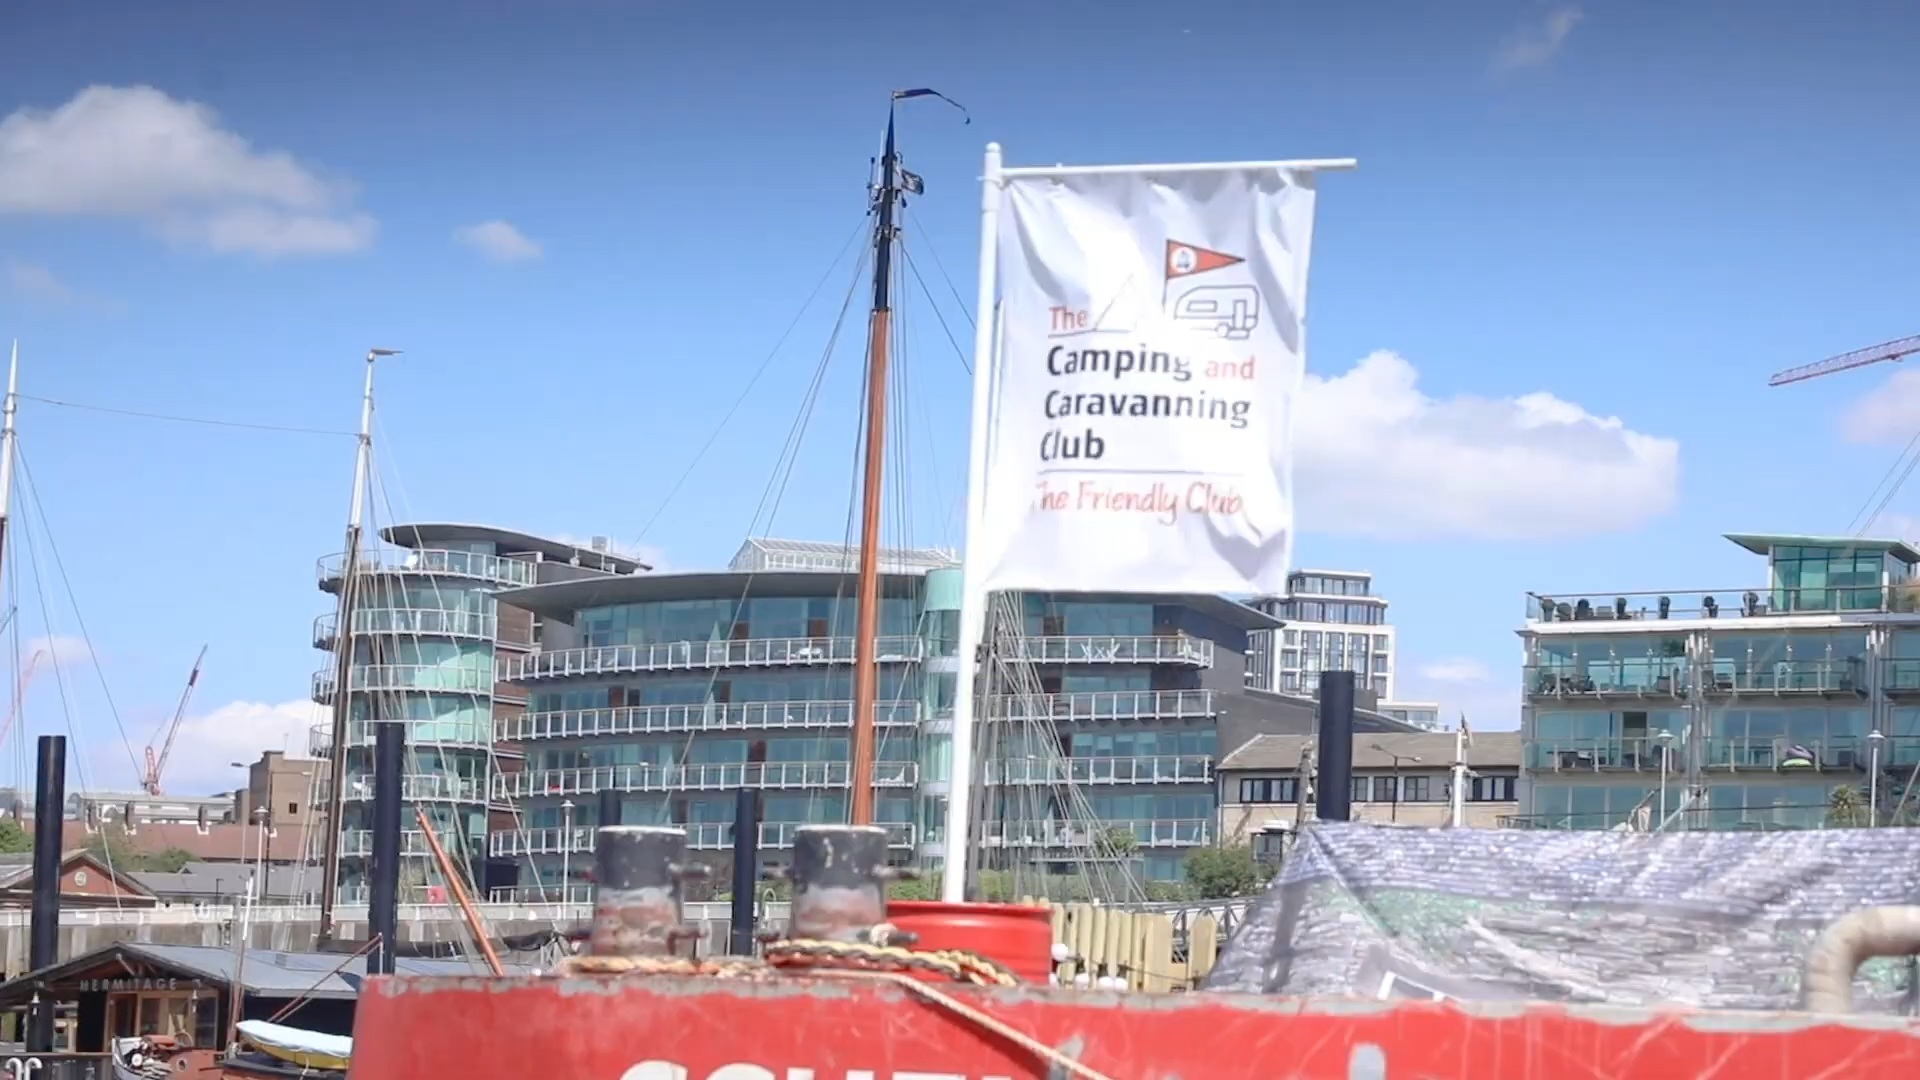 The
Camping and
Caravanning
Club
The Friendly Club
HERMITAGE